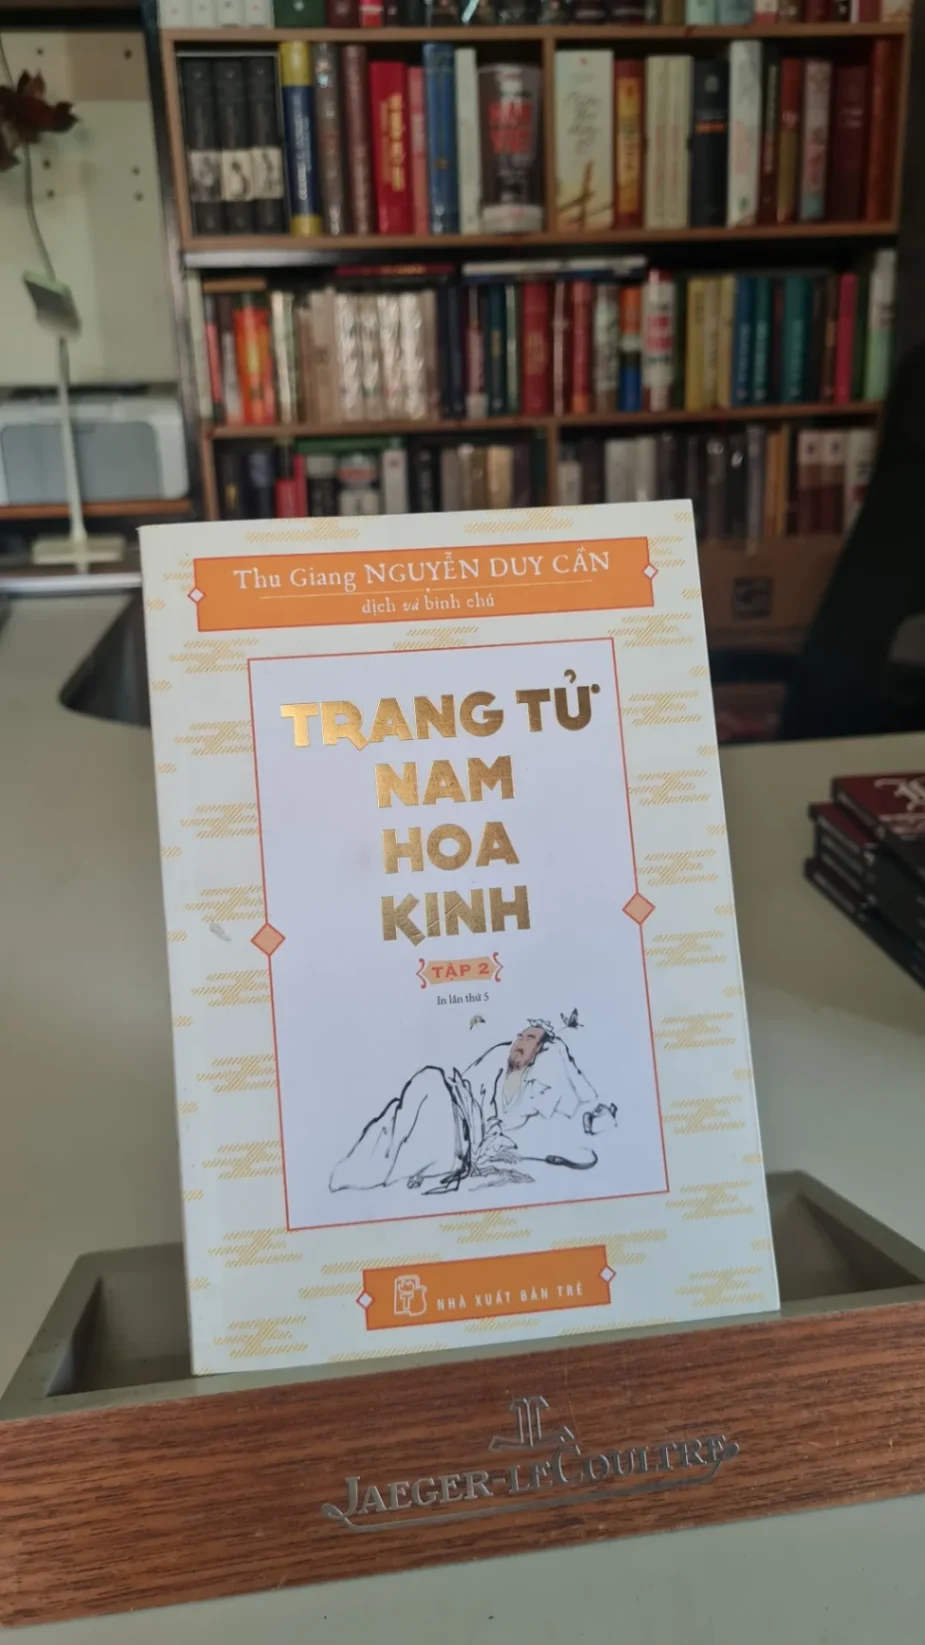 Thu Giang NGUYỄN DUY CẦN
dịch và bình chú
TRANG TỬ
NAM
HOA
KINH
TẬP 2
In lần thứ 5
NHÀ XUẤT BẢN TRẺ
JAEGER-LECOULTRE